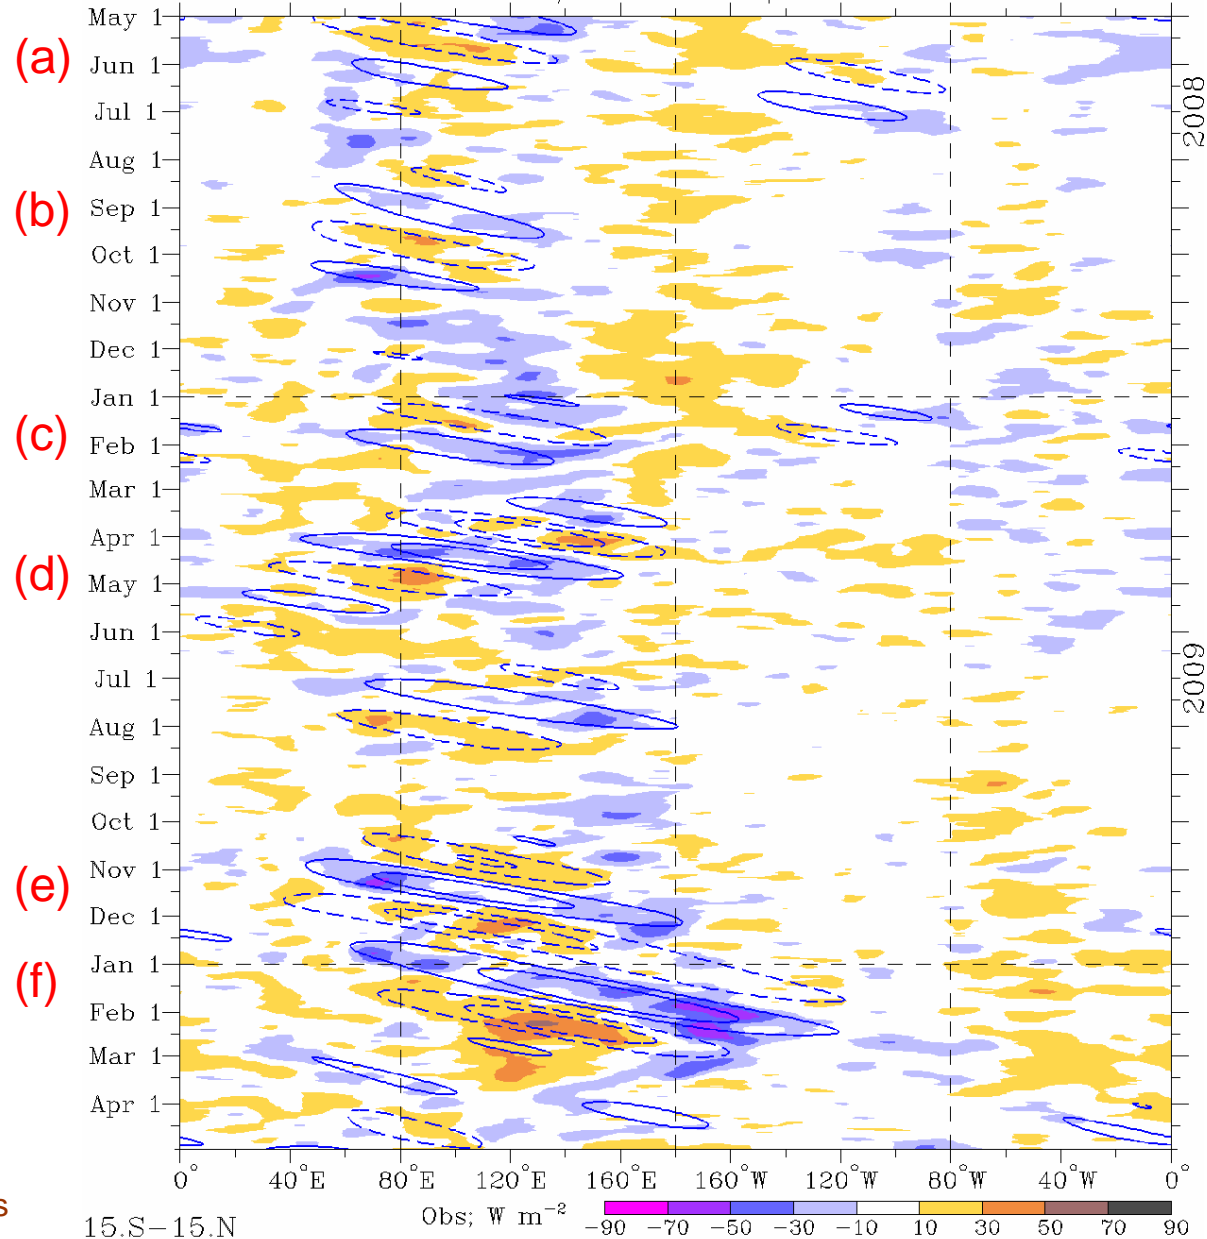 May 1
(a)
Jun 1
2008
Jul 1
Aug 1
(b)
Sep 1
Oct 1
Nov 1
Dec 1
Jan 1
(c)
Feb 1
Mar 1
Apr 1
(d)
May 1
Jun 1
2009
Jul 1
Aug 1
Sep 1
Oct 1
(e)
Nov 1
Dec 1
Jan 1
(f)
Feb 1
Mar 1
Apr 1
0° 40°E 80°E 120°E 160°E 160°W 120°W 80°W 40°W 0°
s
15.S-15.N Obs; W m⁻²
-90 -70 -50 -30 -10 10 30 50 70 90